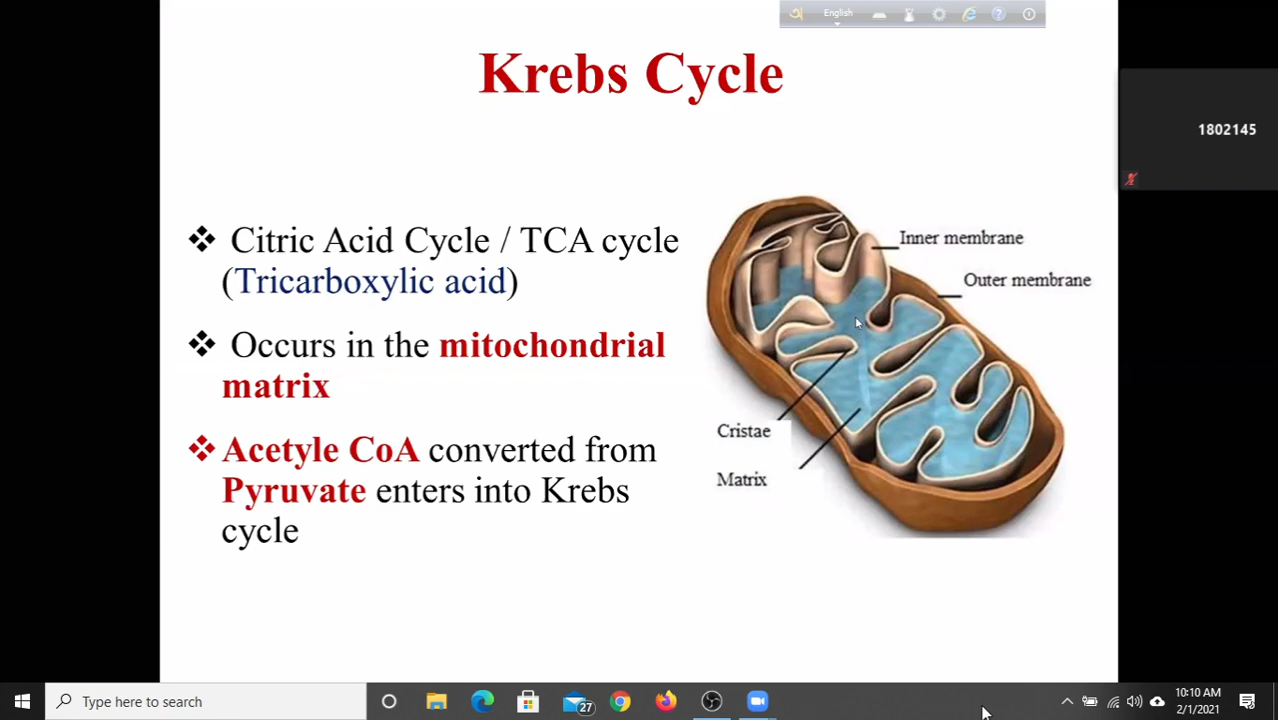 অ English
Krebs Cycle
1802145
Citric Acid Cycle / TCA cycle
(Tricarboxylic acid)
Occurs in the mitochondrial
matrix
Acetyle CoA converted from
Pyruvate enters into Krebs
cycle
Inner membrane
Outer membrane
Cristae
Matrix
Type here to search
27
10:10 AM
2/1/2021